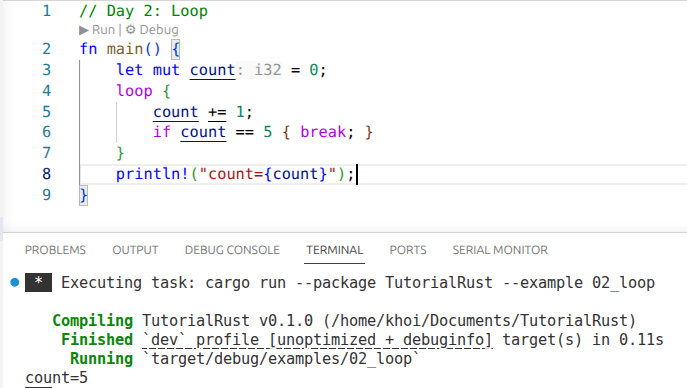 1 // Day 2: Loop
▶ Run | ⚙ Debug
2 fn main() {
3     let mut count: i32 = 0;
4     loop {
5         count += 1;
6         if count == 5 { break; }
7     }
8     println!("count={count}");
9 }
PROBLEMS OUTPUT DEBUG CONSOLE TERMINAL PORTS SERIAL MONITOR
* Executing task: cargo run --package TutorialRust --example 02_loop
Compiling TutorialRust v0.1.0 (/home/khoi/Documents/TutorialRust)
Finished `dev` profile [unoptimized + debuginfo] target(s) in 0.11s
Running `target/debug/examples/02_loop`
count=5